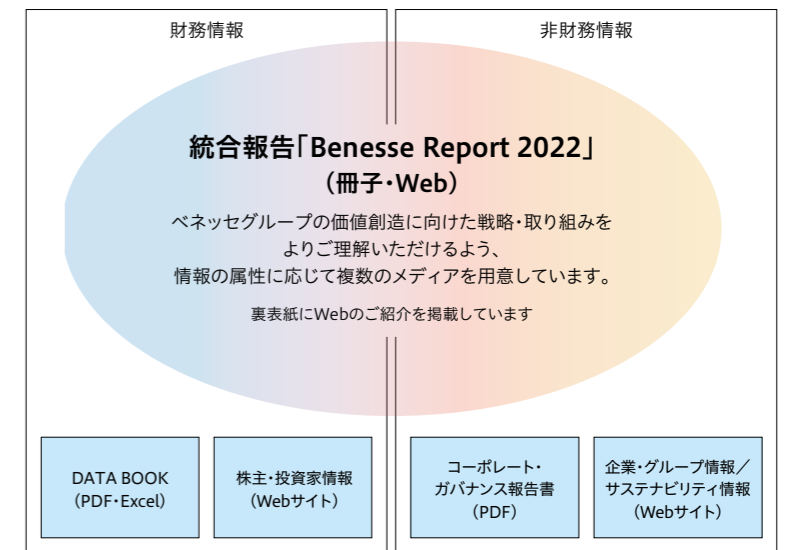 財務情報
非財務情報
統合報告「Benesse Report 2022」
（冊子・Web）
ベネッセグループの価値創造に向けた戦略・取り組みを
よりご理解いただけるよう、
情報の属性に応じて複数のメディアを用意しています。
裏表紙にWebのご紹介を掲載しています
DATA BOOK
（PDF・Excel）
株主・投資家情報
（Webサイト）
コーポレート・
ガバナンス報告書
（PDF）
企業・グループ情報／
サステナビリティ情報
（Webサイト）